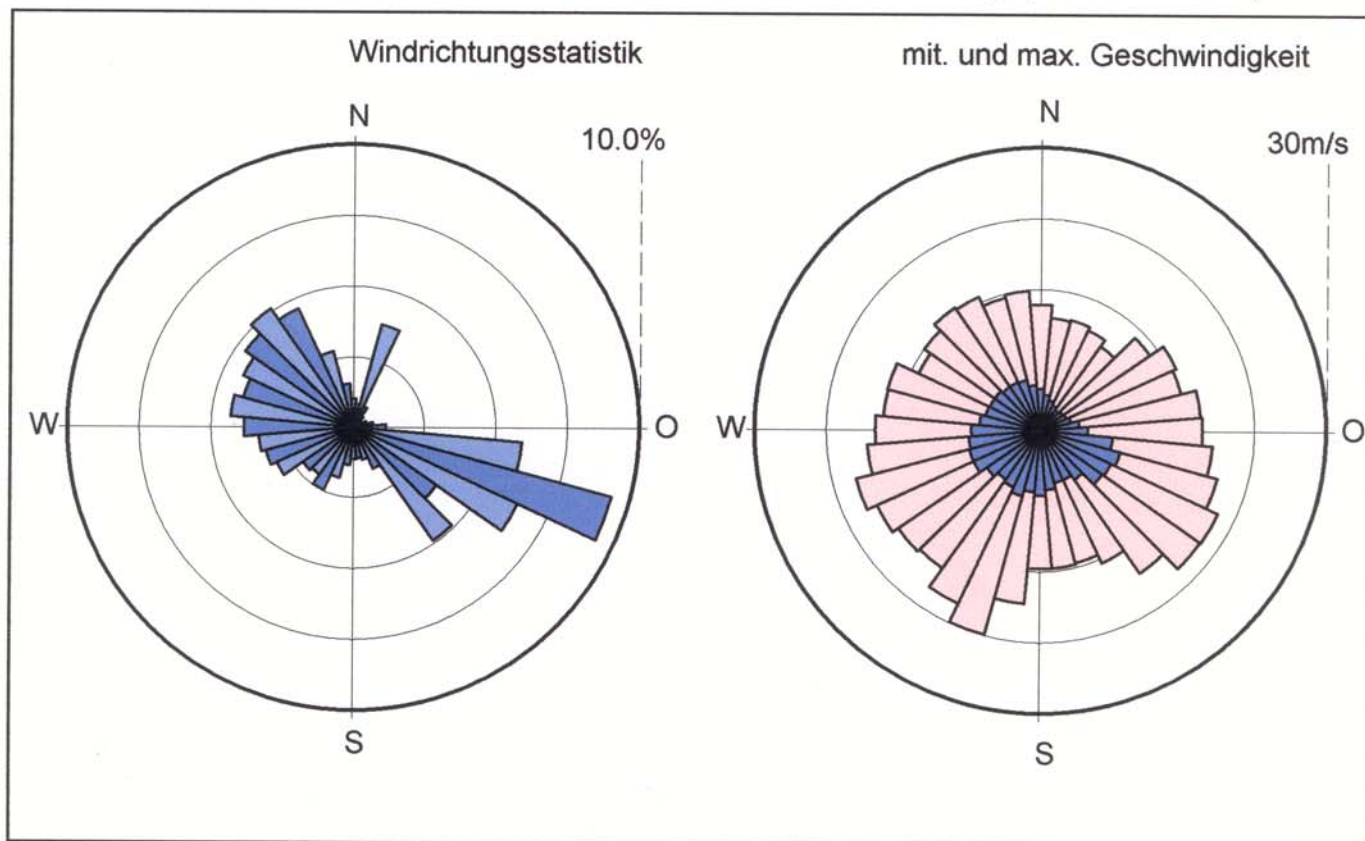 Windrichtungsstatistik
mit. und max. Geschwindigkeit
N
10.0%
W
O
S
N
30m/s
W
O
S